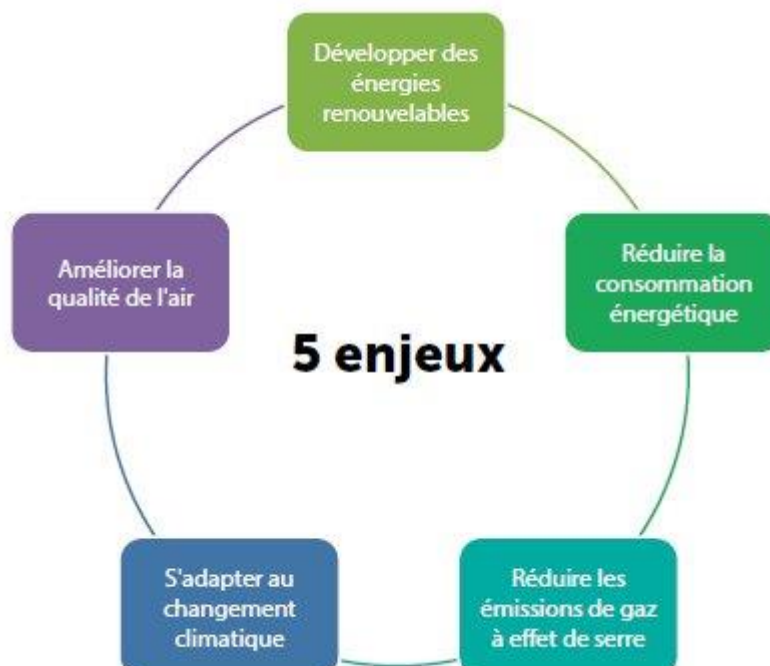 Développer des
énergies
renouvelables
Réduire la
consommation
énergétique
Réduire les
émissions de gaz
à effet de serre
S'adapter au
changement
climatique
Améliorer la
qualité de l'air
5 enjeux